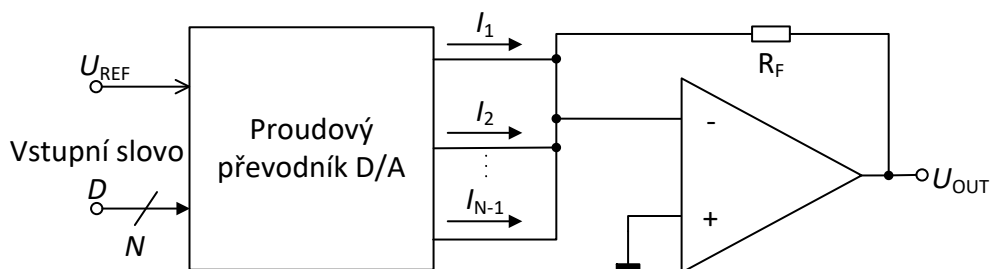 U_REF
Vstupní slovo
D
N
Proudový
převodník D/A
I_1
I_2
I_N-1
R_F
-
+
U_OUT